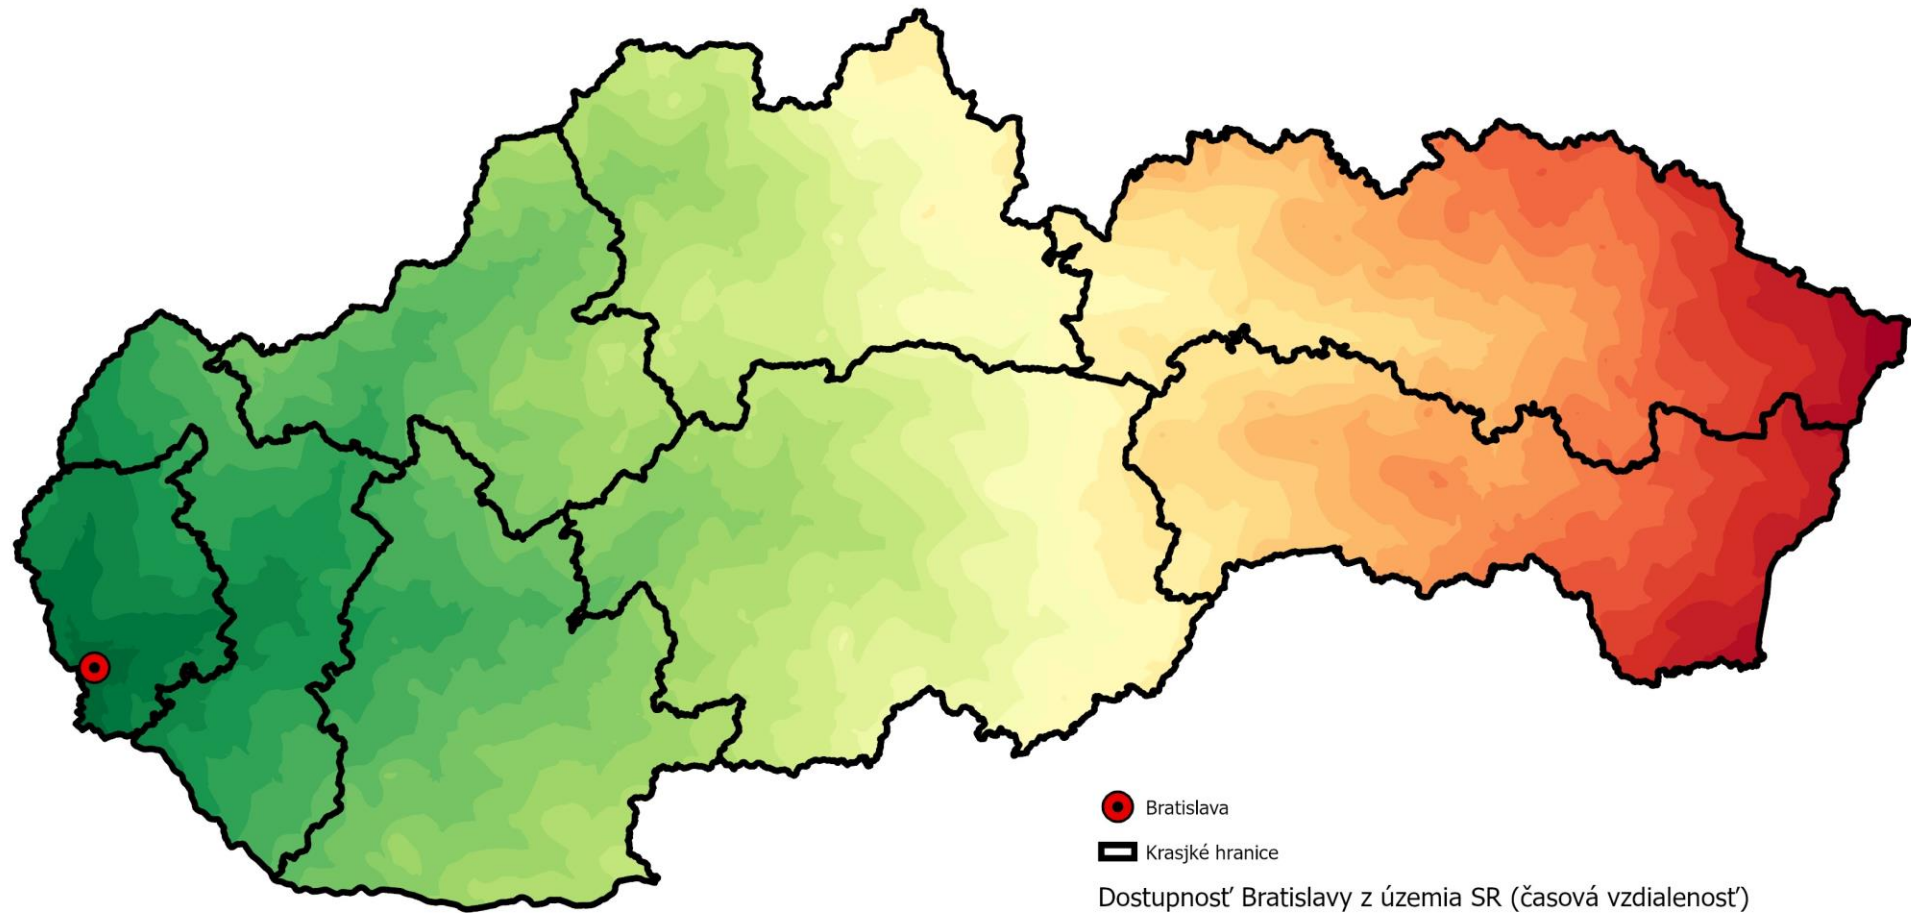 Bratislava
Krasjké hranice
Dostupnosť Bratislavy z územia SR (časová vzdialenosť)